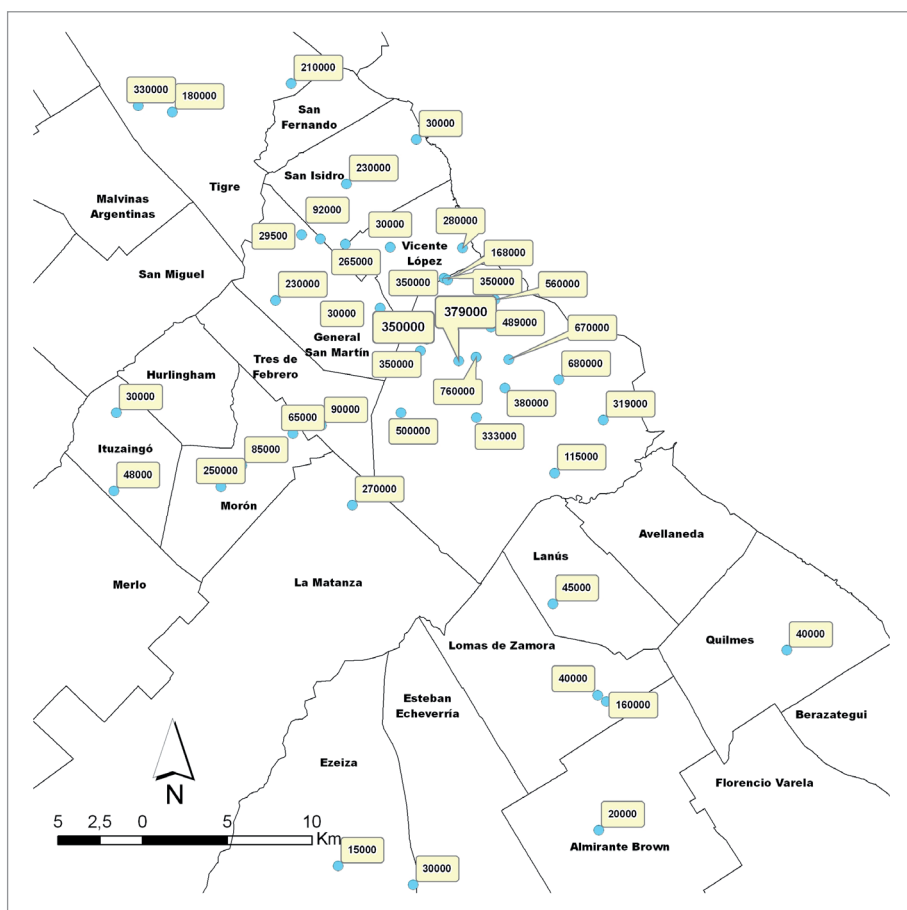 210000
330000
180000
San
Fernando
30000
San Isidro
230000
Tigre
Malvinas
Argentinas
92000
30000
280000
29500
Vicente
López
168000
265000
San Miguel
350000
350000
560000
230000
30000
379000
350000
489000
670000
General
San Martín
350000
Tres de
Febrero
680000
Hurlingham
760000
380000
30000
65000
90000
319000
500000
333000
Ituzaingó
85000
115000
48000
250000
270000
Morón
Avellaneda
Lanús
Merlo
La Matanza
45000
Quilmes
40000
Lomas de Zamora
40000
Esteban
Echeverría
160000
Berazategui
Ezeiza
Florencio Varela
N
5 2,5 0 5 10
Km
20000
Almirante Brown
15000
30000